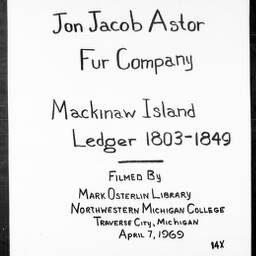 Jon Jacob Astor
Fur Company
Mackinaw Island
Ledger 1803-1849
Filmed By
Mark Osterlin Library
Northwestern Michigan College
Traverse City, Michigan
April 7, 1969
14X